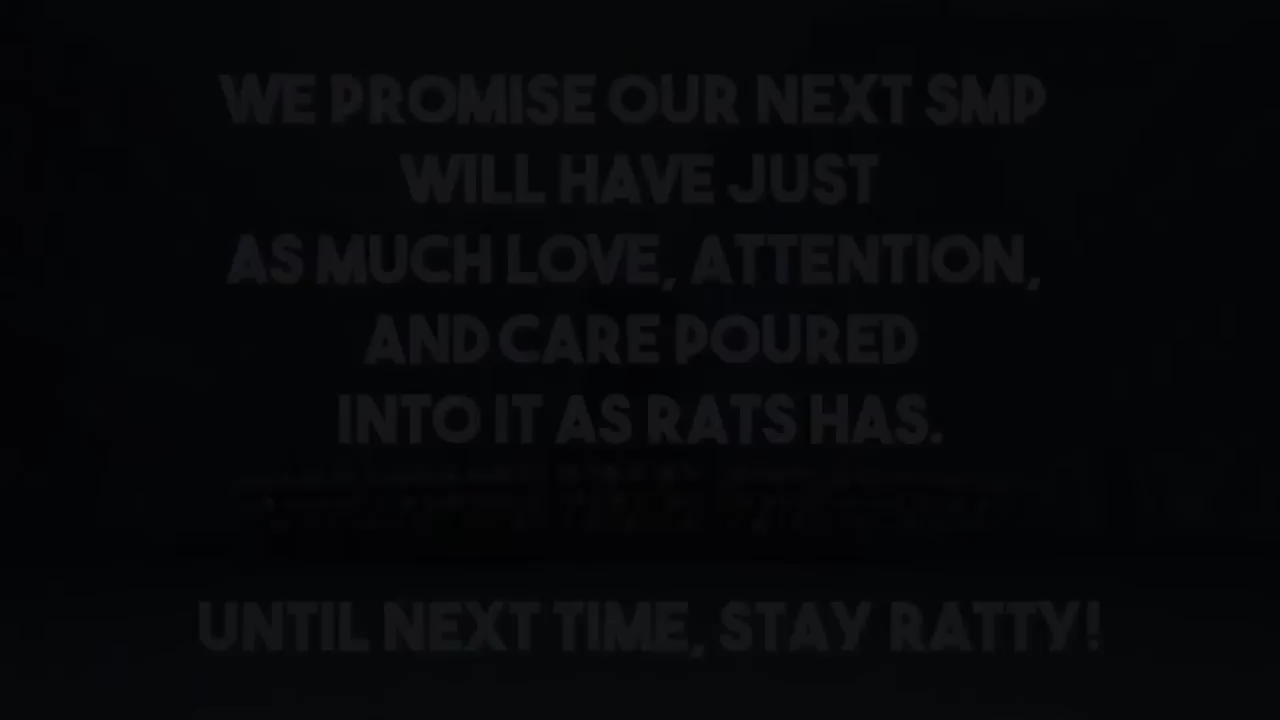 WE PROMISE OUR NEXT SMP
WILL HAVE JUST
AS MUCH LOVE, ATTENTION,
AND CARE POURED
INTO IT AS RATS HAS.
UNTIL NEXT TIME, STAY RATTY!